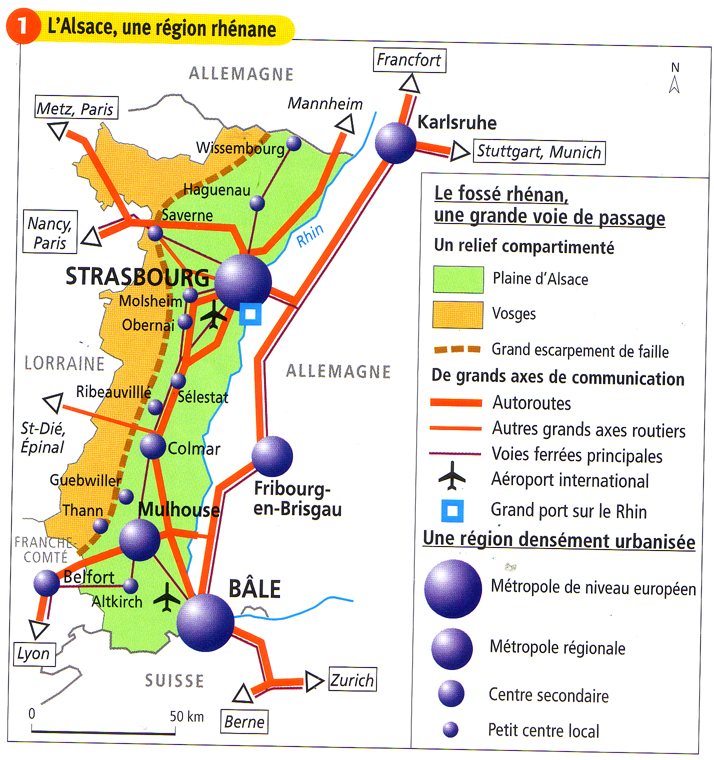 1 L'Alsace, une région rhénane
ALLEMAGNE
Francfort
N
Metz, Paris
Mannheim
Karlsruhe
Wissembourg
Stuttgart, Munich
Haguenau
Saverne
Nancy,
Paris
Rhin
STRASBOURG
Molsheim
Obernai
LORRAINE
ALLEMAGNE
Ribeauvilllé
Sélestat
St-Dié,
Épinal
Colmar
Guebwiller
Fribourg-
en-Brisgau
Thann
Mulhouse
FRANCHE-
COMTÉ
Belfort
Altkirch
BÂLE
Lyon
SUISSE
Zurich
Berne
0 50 km
Le fossé rhénan,
une grande voie de passage
Un relief compartimenté
Plaine d'Alsace
Vosges
Grand escarpement de faille
De grands axes de communication
Autoroutes
Autres grands axes routiers
Voies ferrées principales
Aéroport international
Grand port sur le Rhin
Une région densément urbanisée
Métropole de niveau européen
Métropole régionale
Centre secondaire
Petit centre local